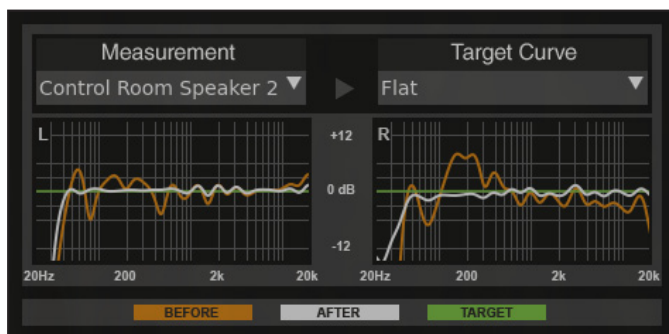 Measurement
Target Curve
Control Room Speaker 2
Flat
L
+12
R
0 dB
-12
20Hz
200
2k
20k
20Hz
200
2k
20k
BEFORE
AFTER
TARGET